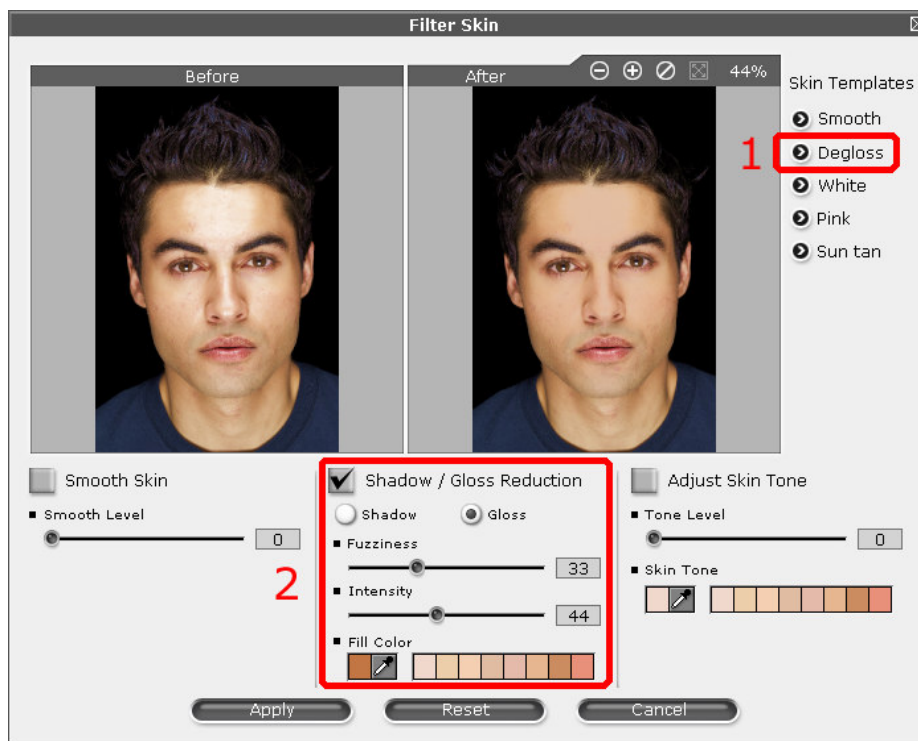 Filter Skin
Before
After
44%
Skin Templates
Smooth
1
Degloss
White
Pink
Sun tan
Smooth Skin
Smooth Level
0
2
Shadow / Gloss Reduction
Shadow
Gloss
Fuzziness
33
Intensity
44
Fill Color
Adjust Skin Tone
Tone Level
0
Skin Tone
Apply
Reset
Cancel